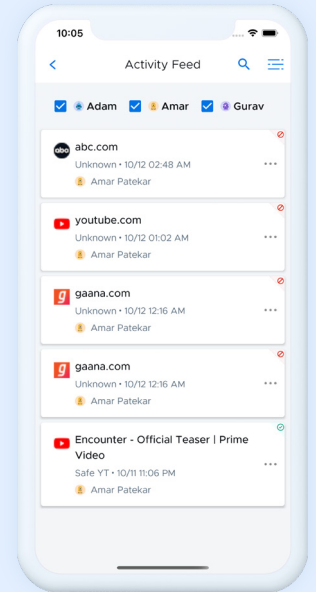 10:05
Activity Feed
Adam Amar Gurav
abc abc.com
Unknown • 10/12 02:48 AM
Amar Patekar
youtube.com
Unknown • 10/12 01:02 AM
Amar Patekar
g gaana.com
Unknown • 10/12 12:16 AM
Amar Patekar
g gaana.com
Unknown • 10/12 12:16 AM
Amar Patekar
Encounter - Official Teaser | Prime
Video
Safe YT • 10/11 11:06 PM
Amar Patekar